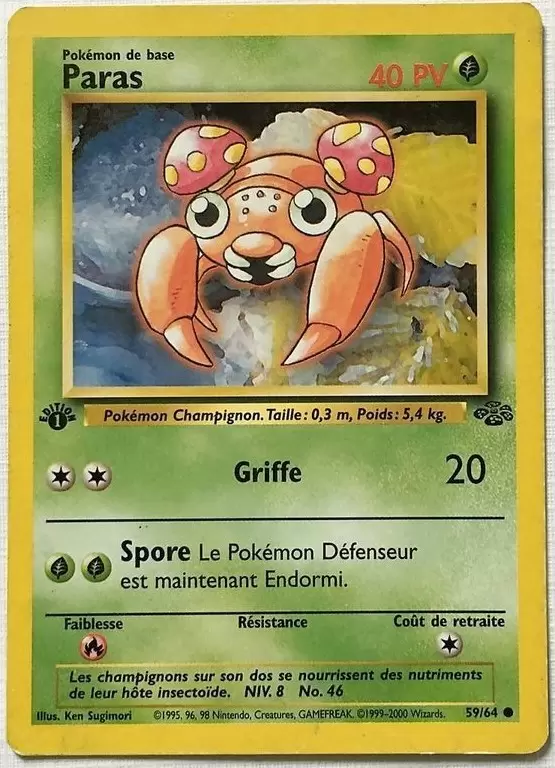 Pokémon de base
Paras
40 PV
EDITION
1
Pokémon Champignon. Taille: 0,3 m, Poids: 5,4 kg.
Griffe 20
Spore Le Pokémon Défenseur
est maintenant Endormi.
Faiblesse Résistance Coût de retraite
Les champignons sur son dos se nourrissent des nutriments
de leur hôte insectoïde. NIV. 8 No. 46
Illus. Ken Sugimori ©1995, 96, 98 Nintendo, Creatures, GAMEFREAK. ©1999-2000 Wizards. 59/64